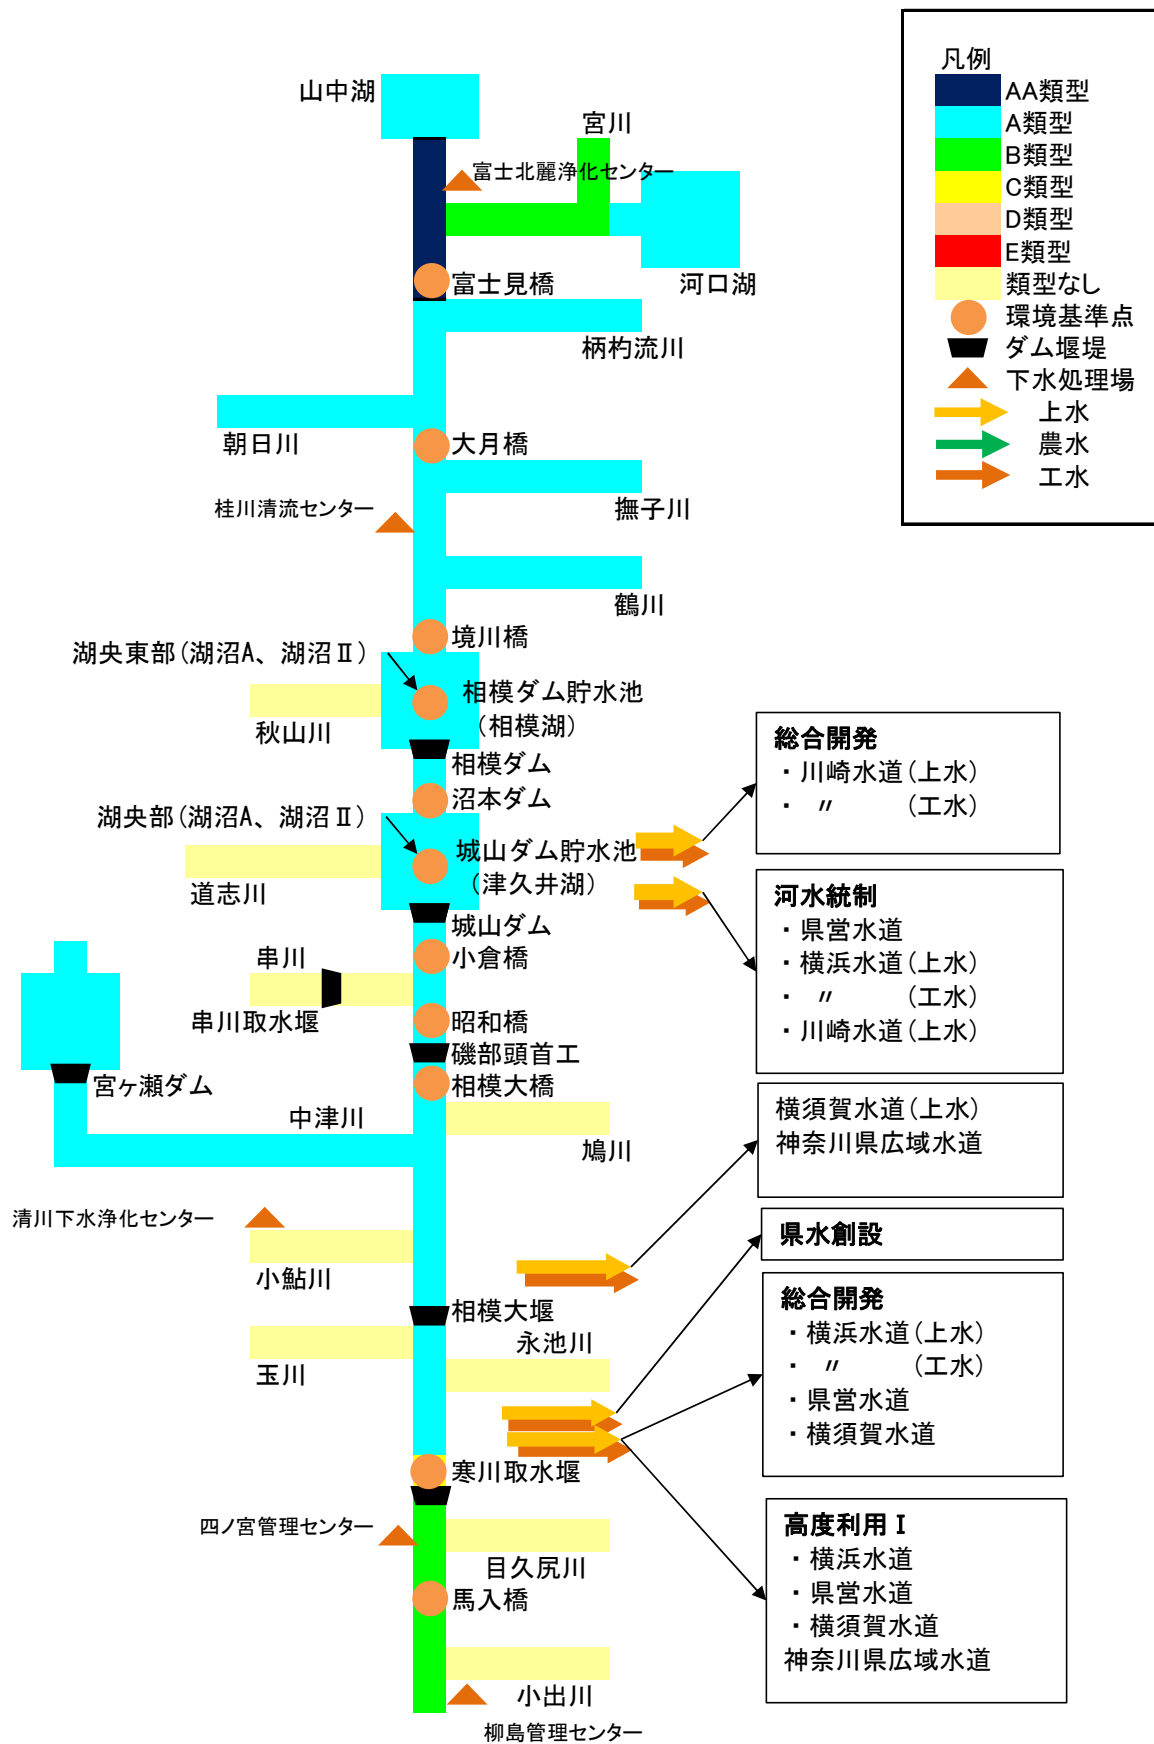 凡例
AA類型
A類型
B類型
C類型
D類型
E類型
類型なし
環境基準点
ダム堰堤
下水処理場
上水
農水
工水
山中湖
宮川
富士北麗浄化センター
河口湖
富士見橋
柄杓流川
朝日川
大月橋
桂川清流センター
撫子川
鶴川
境川橋
湖央東部(湖沼A、湖沼Ⅱ)
相模ダム貯水池
(相模湖)
秋山川
相模ダム
沼本ダム
湖央部(湖沼A、湖沼Ⅱ)
城山ダム貯水池
(津久井湖)
道志川
城山ダム
小倉橋
串川
串川取水堰
昭和橋
磯部頭首工
相模大橋
宮ヶ瀬ダム
中津川
鳩川
清川下水浄化センター
小鮎川
相模大堰
永池川
玉川
寒川取水堰
四ノ宮管理センター
目久尻川
馬入橋
小出川
柳島管理センター
総合開発
・川崎水道(上水)
・ 〃 (工水)
河水統制
・県営水道
・横浜水道(上水)
・ 〃 (工水)
・川崎水道(上水)
横須賀水道(上水)
神奈川県広域水道
県水創設
総合開発
・横浜水道(上水)
・ 〃 (工水)
・県営水道
・横須賀水道
高度利用Ⅰ
・横浜水道
・県営水道
・横須賀水道
神奈川県広域水道